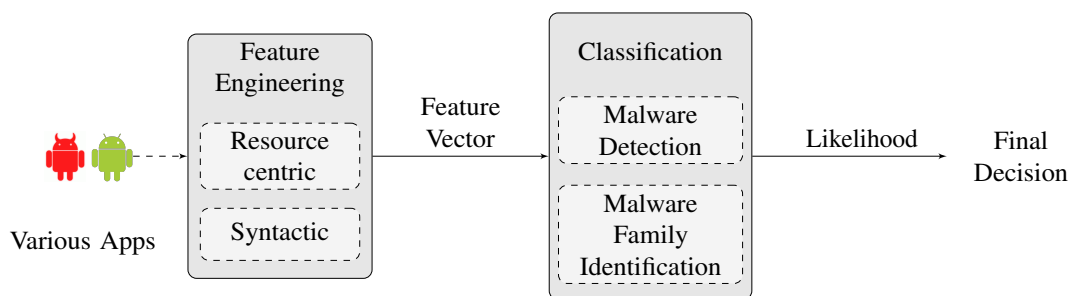 Various Apps
Feature
Engineering
Resource
centric
Syntactic
Feature
Vector
Classification
Malware
Detection
Malware
Family
Identification
Likelihood
Final
Decision